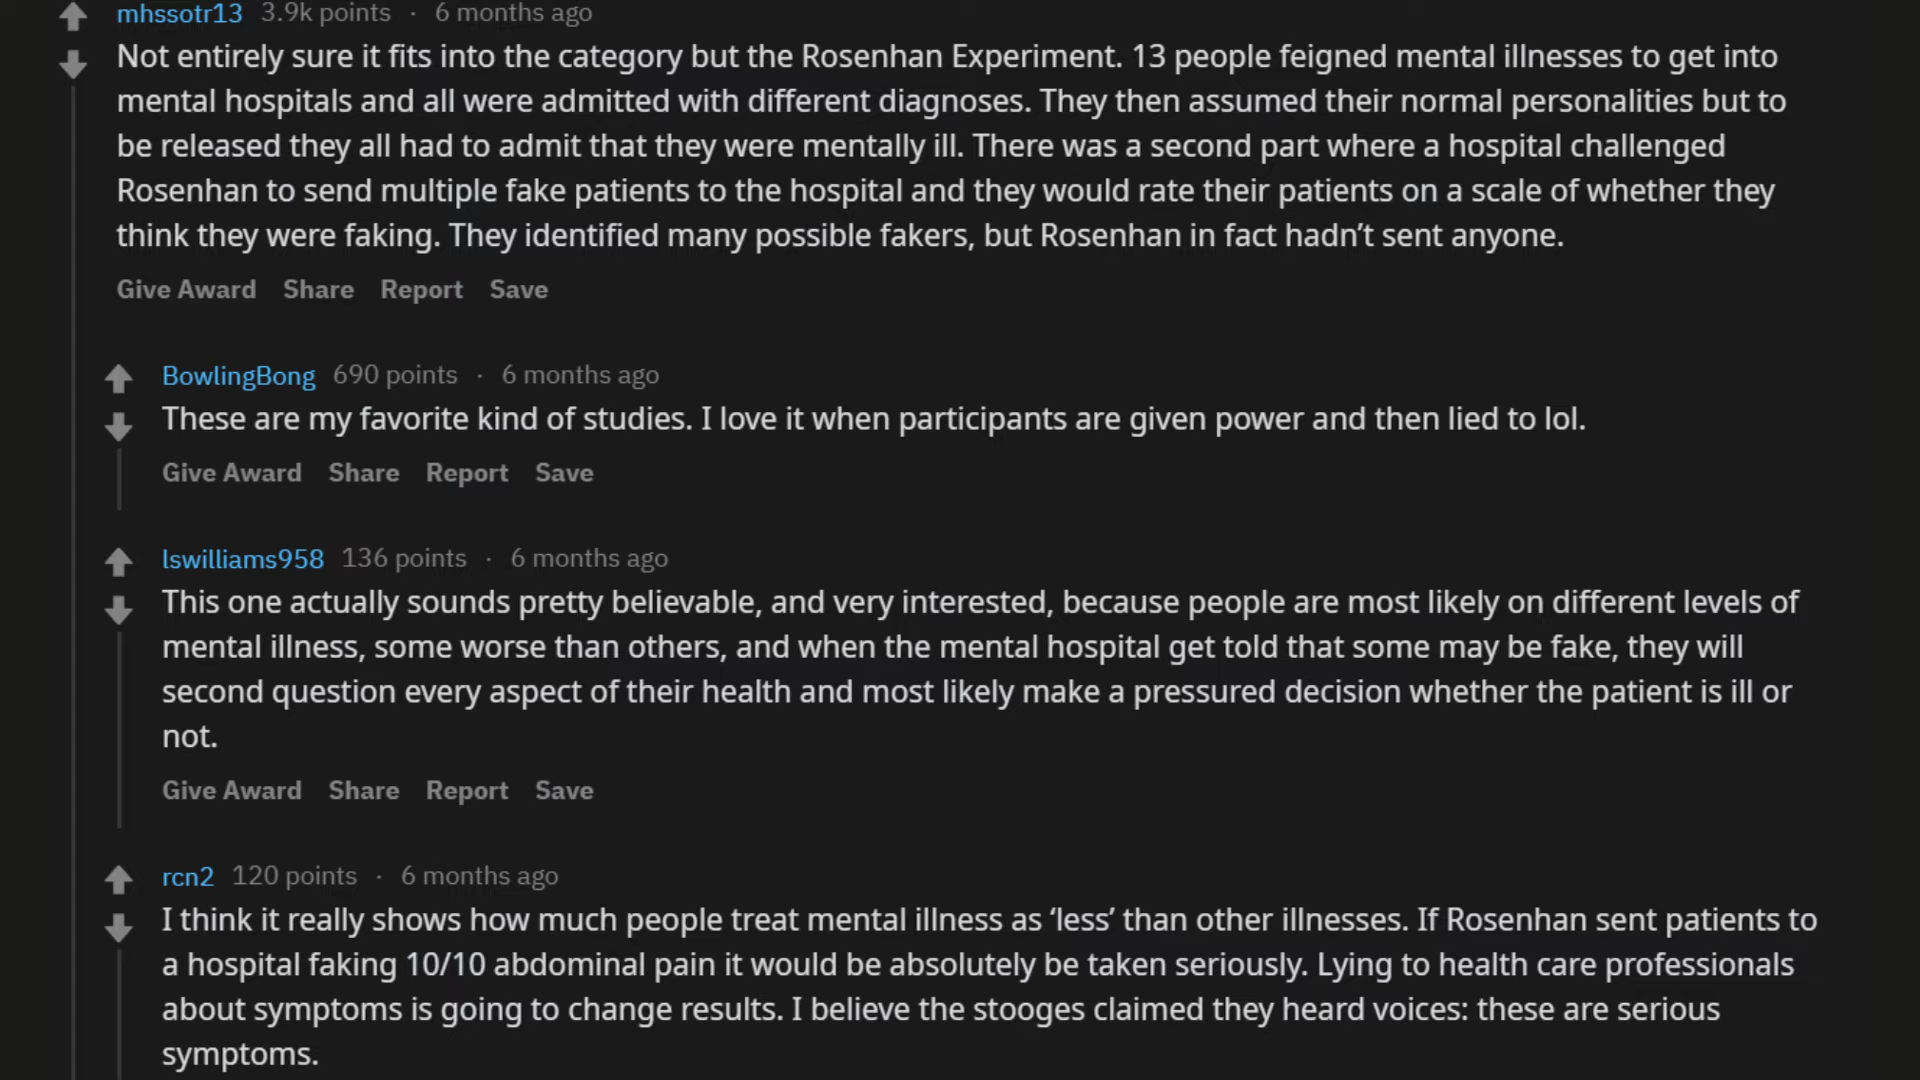 mhssotr13 3.9k points · 6 months ago
Not entirely sure it fits into the category but the Rosenhan Experiment. 13 people feigned mental illnesses to get into
mental hospitals and all were admitted with different diagnoses. They then assumed their normal personalities but to
be released they all had to admit that they were mentally ill. There was a second part where a hospital challenged
Rosenhan to send multiple fake patients to the hospital and they would rate their patients on a scale of whether they
think they were faking. They identified many possible fakers, but Rosenhan in fact hadn’t sent anyone.
Give Award Share Report Save
BowlingBong 690 points · 6 months ago
These are my favorite kind of studies. I love it when participants are given power and then lied to lol.
Give Award Share Report Save
lswilliams958 136 points · 6 months ago
This one actually sounds pretty believable, and very interested, because people are most likely on different levels of
mental illness, some worse than others, and when the mental hospital get told that some may be fake, they will
second question every aspect of their health and most likely make a pressured decision whether the patient is ill or
not.
Give Award Share Report Save
rcn2 120 points · 6 months ago
I think it really shows how much people treat mental illness as ‘less’ than other illnesses. If Rosenhan sent patients to
a hospital faking 10/10 abdominal pain it would be absolutely be taken seriously. Lying to health care professionals
about symptoms is going to change results. I believe the stooges claimed they heard voices: these are serious
symptoms.